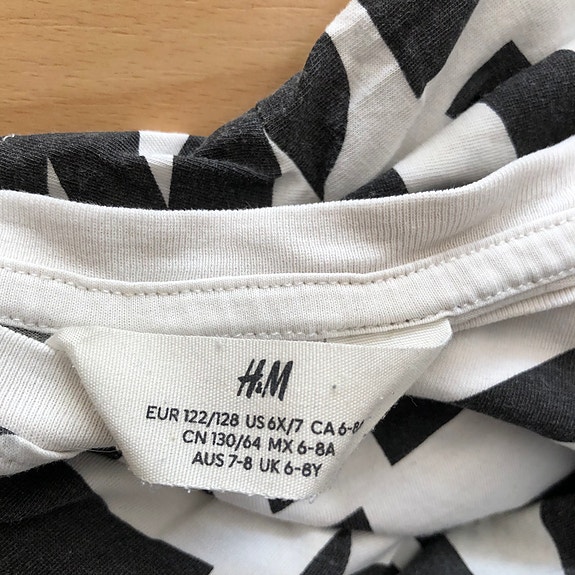 H&M
EUR 122/128 US 6X/7 CA 6-8A
CN 130/64 MX 6-8A
AUS 7-8 UK 6-8Y